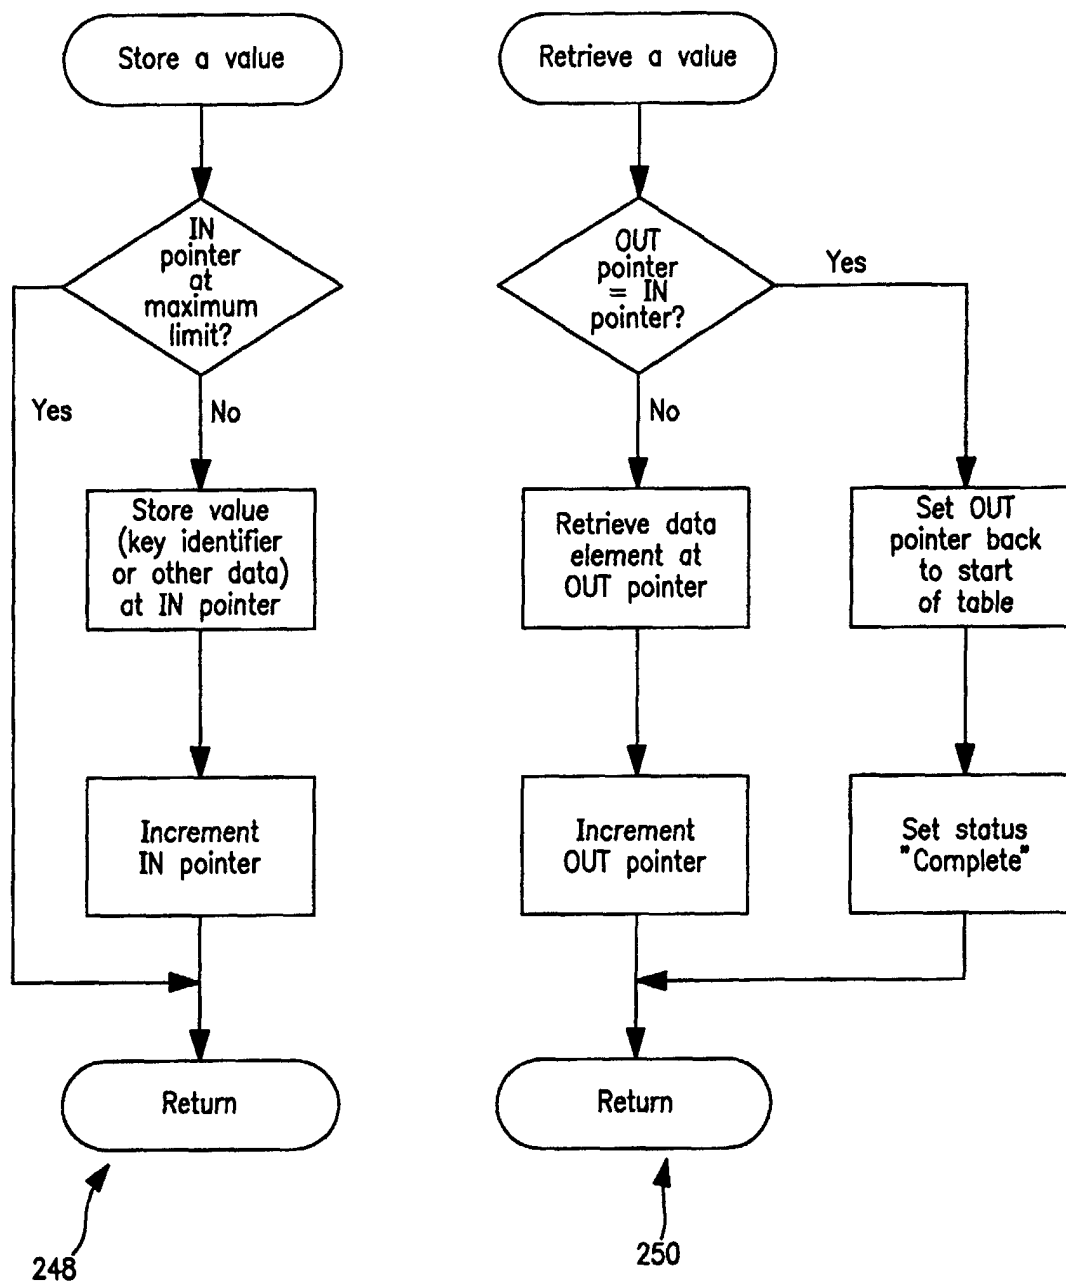 Store a value
IN
pointer
at
maximum
limit?
Yes
No
Store value
(key identifier
or other data)
at IN pointer
Increment
IN pointer
Return
248
Retrieve a value
OUT
pointer
= IN
pointer?
Yes
No
Retrieve data
element at
OUT pointer
Set OUT
pointer back
to start
of table
Increment
OUT pointer
Set status
"Complete"
Return
250